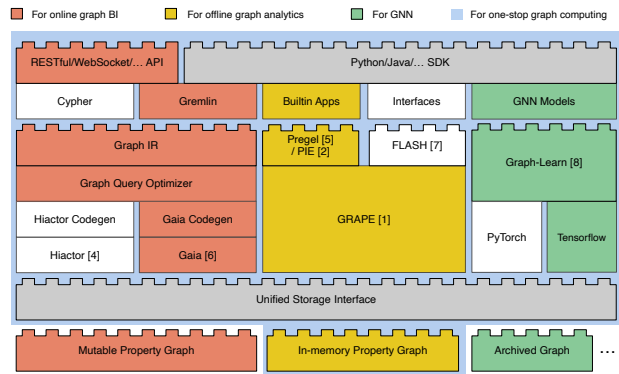 For online graph BI
For offline graph analytics
For GNN
For one-stop graph computing
RESTful/WebSocket/... API
Python/Java/... SDK
Cypher
Gremlin
Builtin Apps
Interfaces
GNN Models
Graph IR
Pregel [5]
/ PIE [2]
FLASH [7]
Graph-Learn [8]
Graph Query Optimizer
Hiactor Codegen
Gaia Codegen
GRAPE [1]
PyTorch
Tensorflow
Hiactor [4]
Gaia [6]
Unified Storage Interface
Mutable Property Graph
In-memory Property Graph
Archived Graph
...